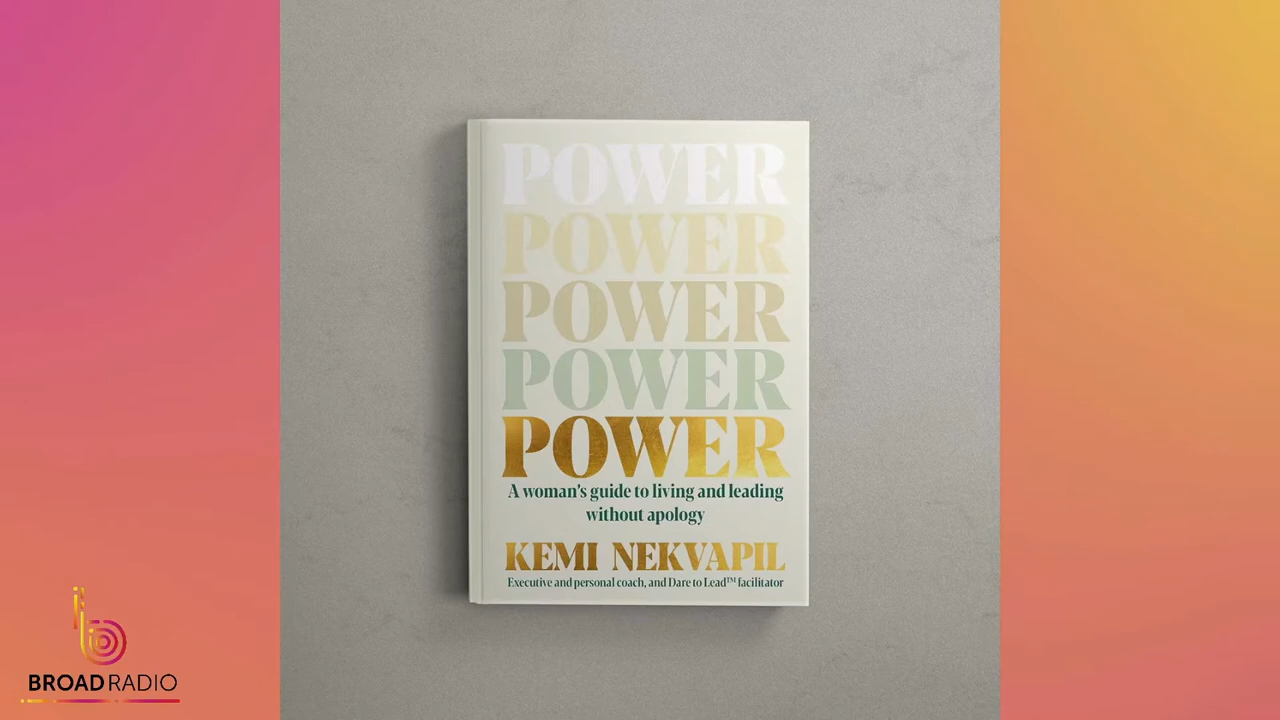 POWER
POWER
POWER
POWER
POWER
A woman's guide to living and leading
without apology
KEMI NEKVAPIL
Executive and personal coach, and Dare to Lead™ facilitator
BROADRADIO